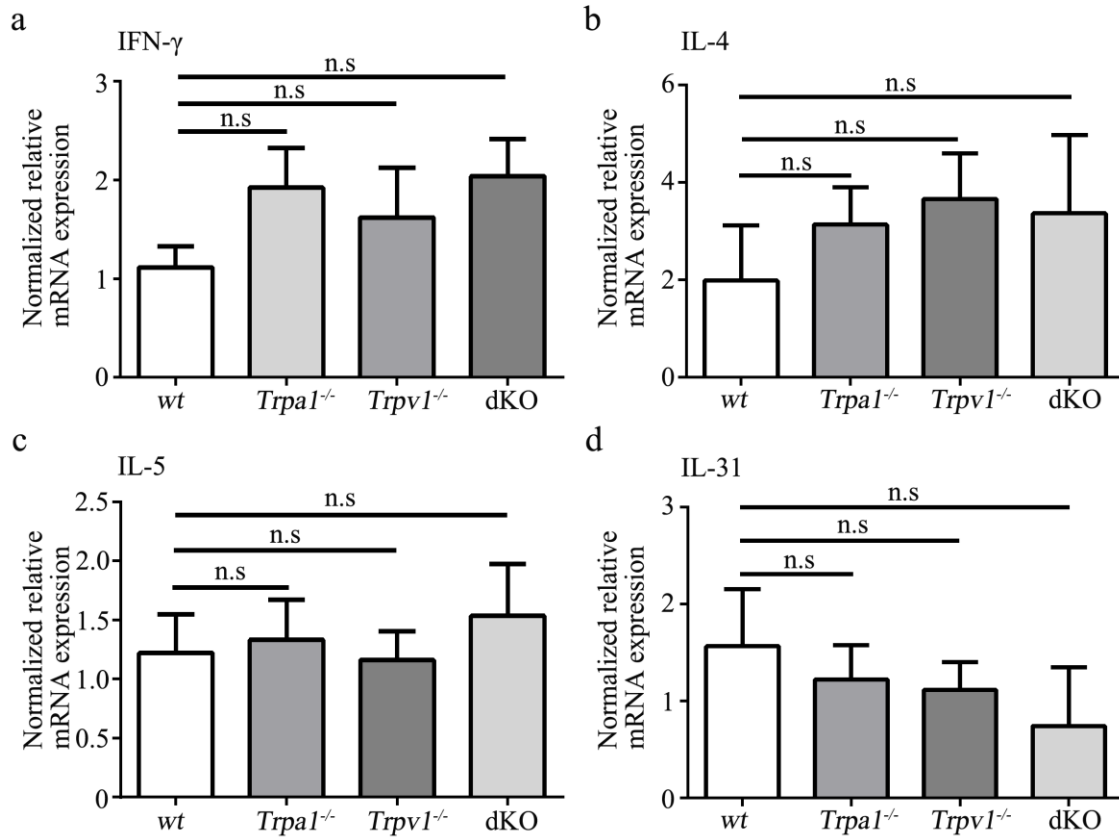 a
IFN-γ
Normalized relative
mRNA expression
3
2
1
0
n.s
n.s
n.s
wt Trpa1-/- Trpv1-/- dKO
b
IL-4
Normalized relative
mRNA expression
6
4
2
0
n.s
n.s
n.s
wt Trpa1-/- Trpv1-/- dKO
c
IL-5
Normalized relative
mRNA expression
2.5
2.0
1.5
1.0
0.5
0
n.s
n.s
n.s
wt Trpa1-/- Trpv1-/- dKO
d
IL-31
Normalized relative
mRNA expression
3
2
1
0
n.s
n.s
n.s
wt Trpa1-/- Trpv1-/- dKO